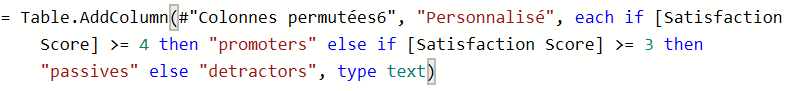 = Table.AddColumn(#"Colonnes permutées6", "Personnalisé", each if [Satisfaction
Score] >= 4 then "promoters" else if [Satisfaction Score] >= 3 then
"passives" else "detractors", type text)